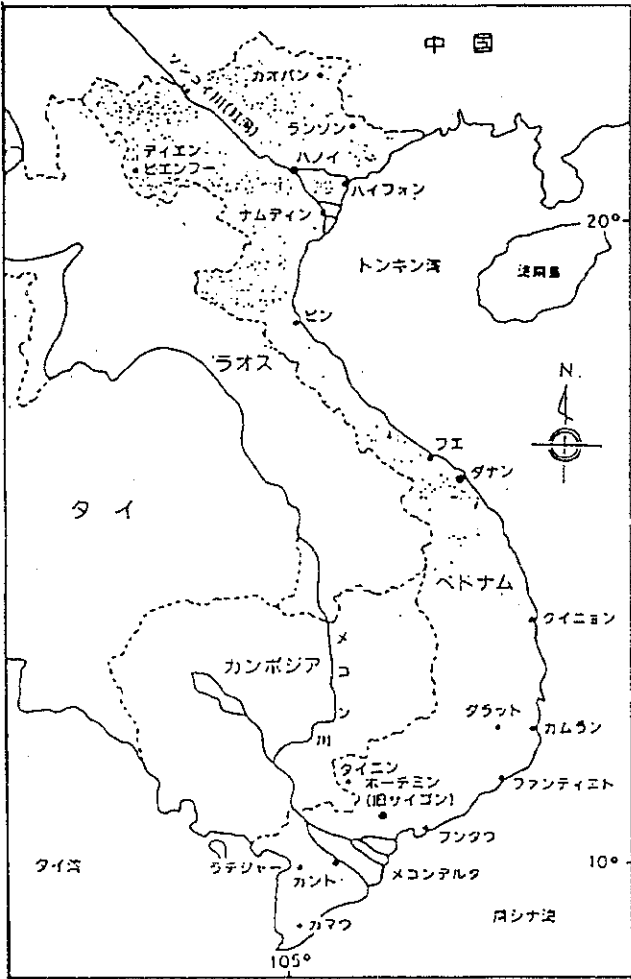 中国
カオバン
ソンコイ川(紅河)
ランソン
ハノイ
ディエン
ビエンフー
ハイフォン
ナムディン
20°
トンキン湾
ビン
ラオス
N
フエ
ダナン
タイ
ベトナム
クイニョン
メコン川
カンボジア
ダラット
カムラン
タイニン
ホーチミン
(旧サイゴン)
ファンティエト
ブンタウ
タイ湾
ラチジャー
カント
メコンデルタ
10°
カマウ
南シナ海
105°